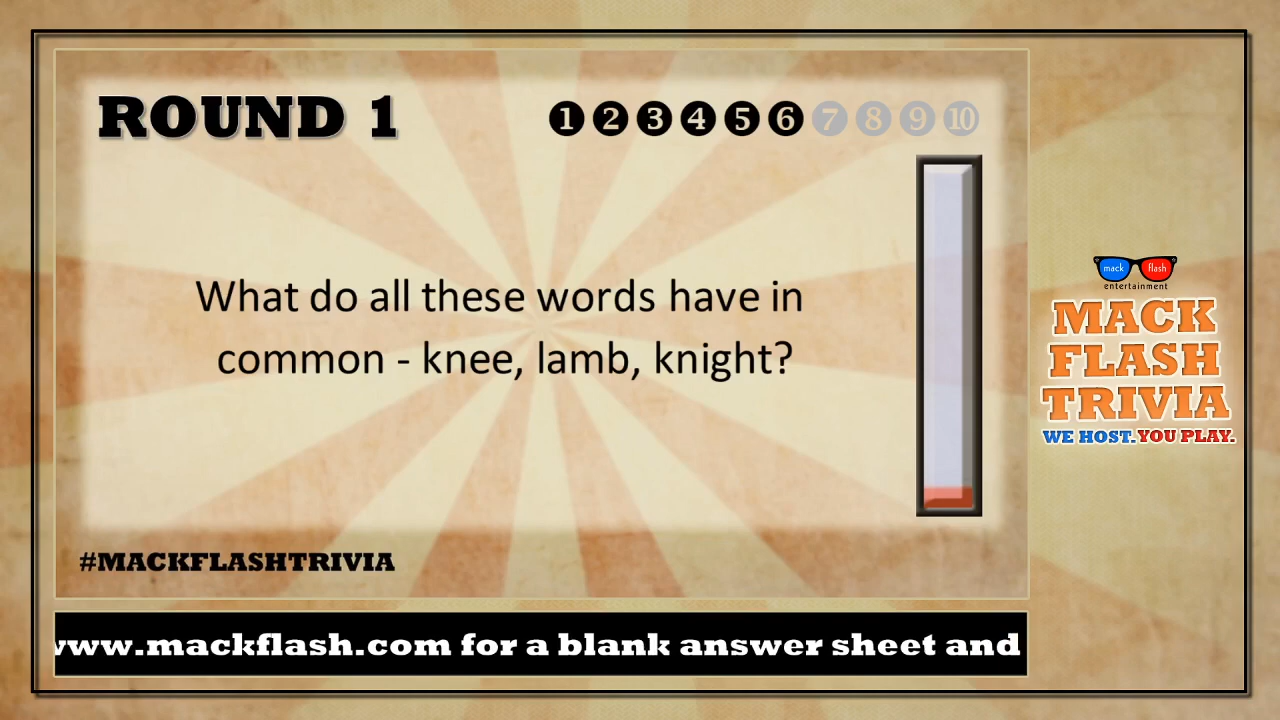 ROUND 1
1 2 3 4 5 6 7 8 9 10
What do all these words have in
common - knee, lamb, knight?
mack flash
entertainment
MACK
FLASH
TRIVIA
WE HOST. YOU PLAY.
#MACKFLASHTRIVIA
www.mackflash.com for a blank answer sheet and